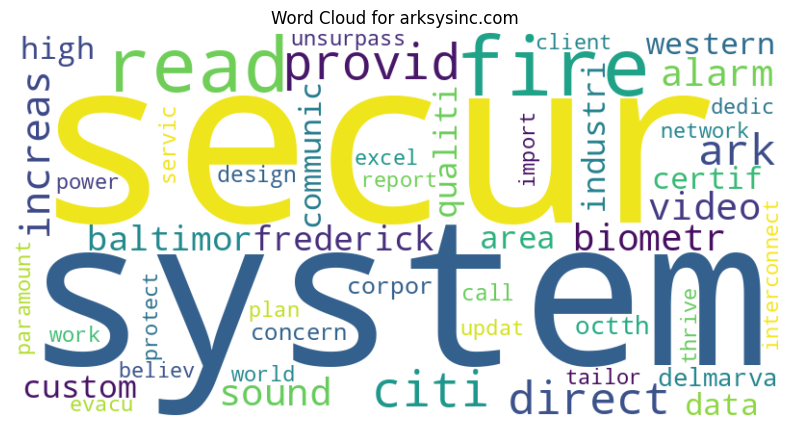 Word Cloud for arksysinc.com
high
read
provid
unsurpass
fire
client
western
alarm
increas
secur
servic
communic
qualiti
import
industri
dedic
network
ark
power
design
excel
report
certif
video
baltimor
frederick
area
biometr
interconnect
paramount
system
protect
corpor
call
plan
concern
updat
octth
thrive
work
believ
world
tailor
delmarva
custom
evacu
sound
citi
direct
data